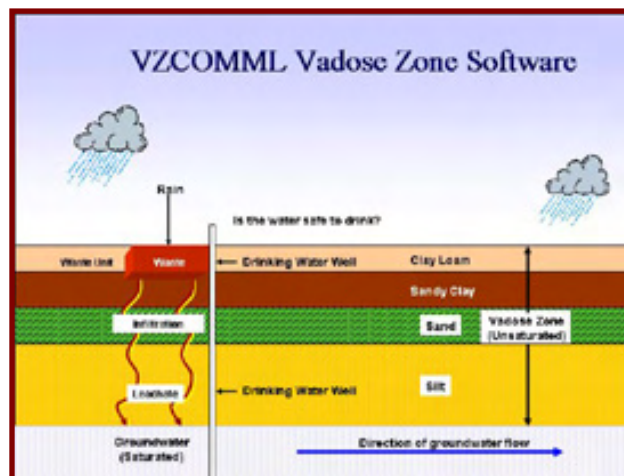 VZCOMML Vadose Zone Software
Rain
Is the water safe to drink?
Waste Unit
Waste
Drinking Water Well
Clay Loam
Sandy Clay
Infiltration
Sand
Vadose Zone
(Unsaturated)
Leachate
Drinking Water Well
Silt
Groundwater
(Saturated)
Direction of groundwater flow